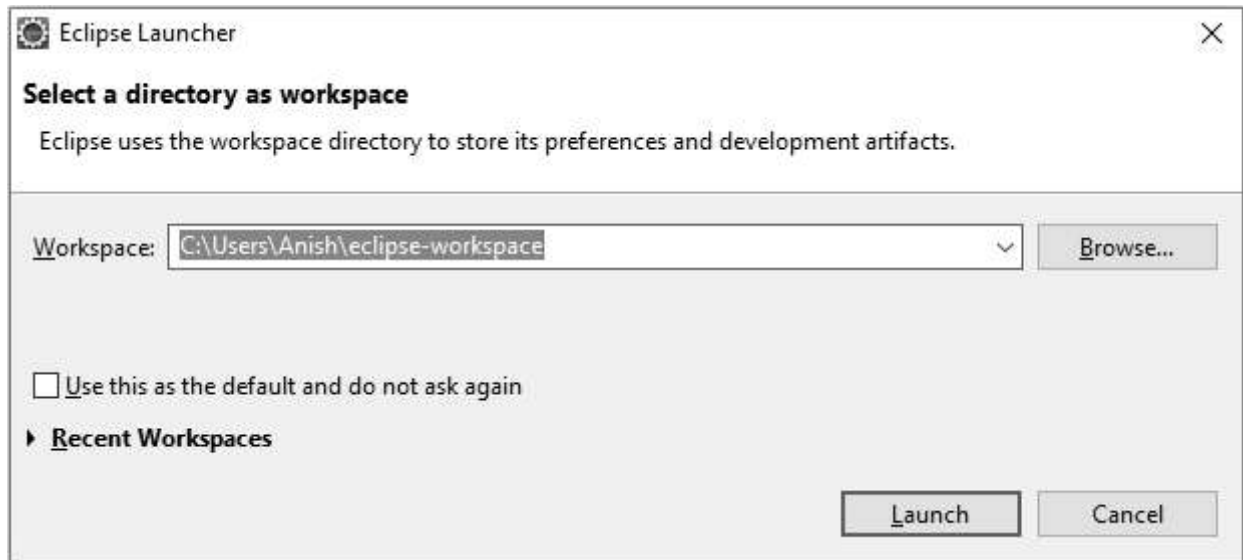 Eclipse Launcher
Select a directory as workspace
Eclipse uses the workspace directory to store its preferences and development artifacts.
Workspace: C:\Users\Anish\eclipse-workspace Browse...
Use this as the default and do not ask again
Recent Workspaces
Launch Cancel